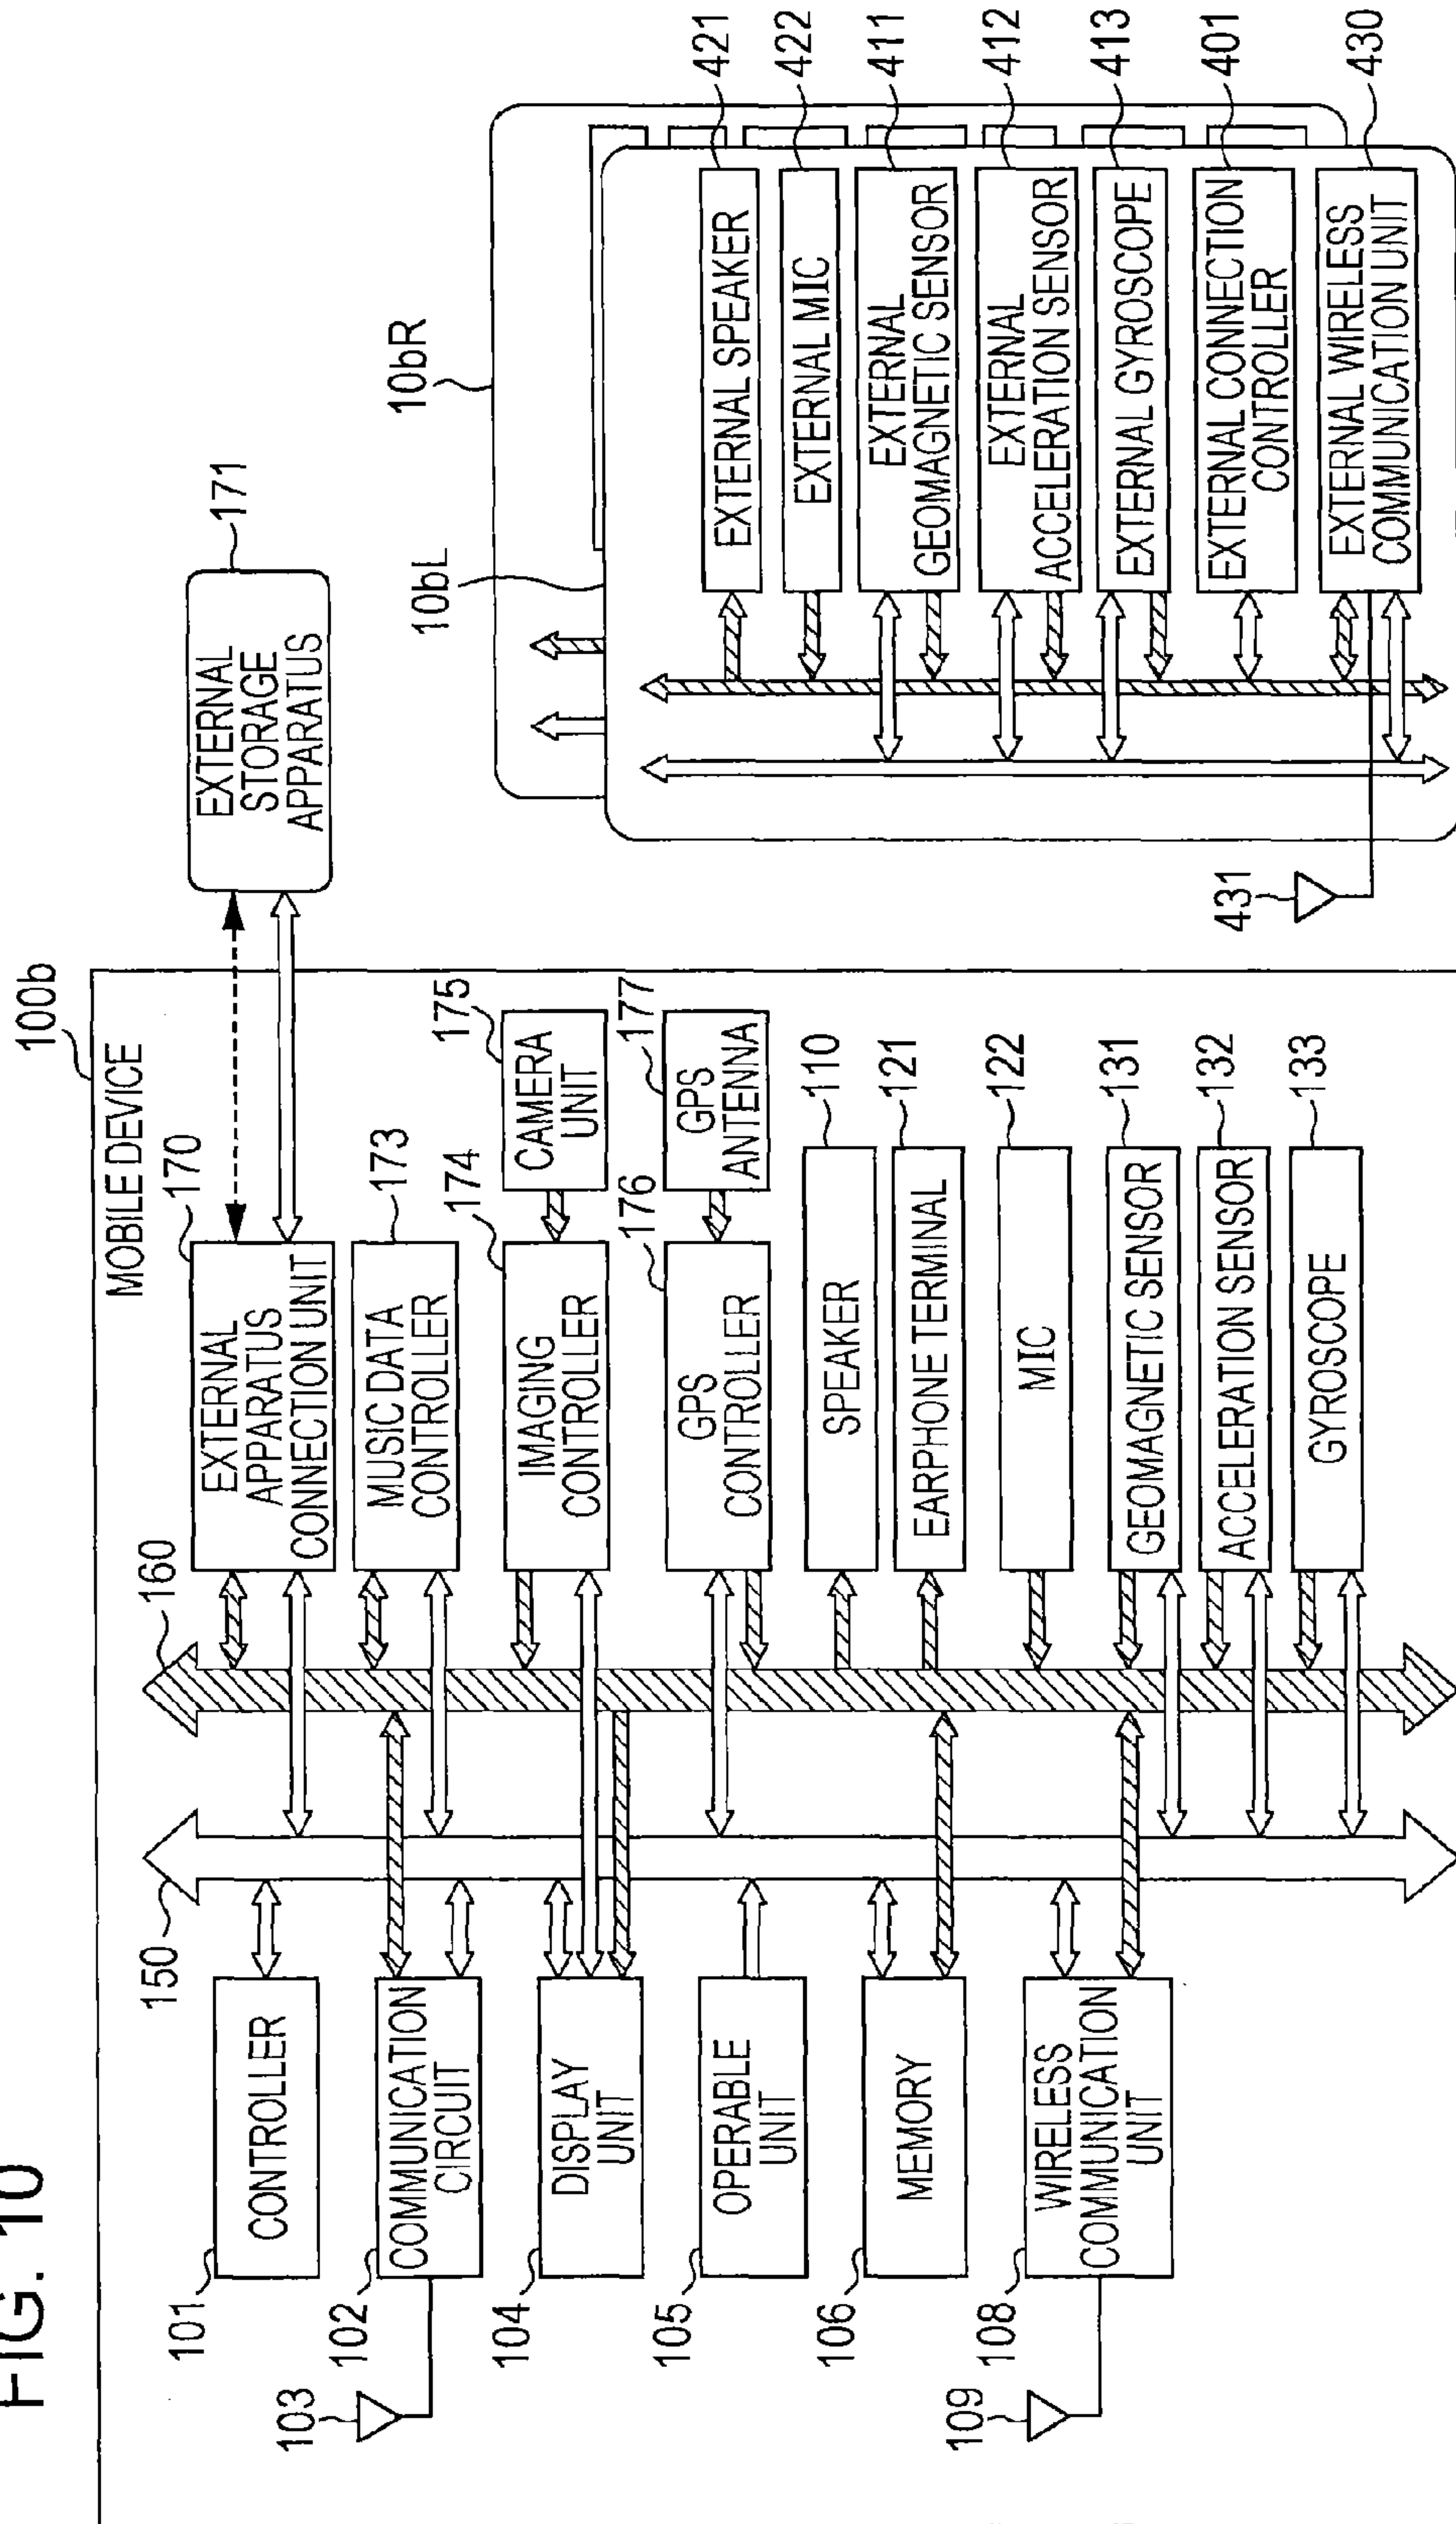 FIG. 10
100b
MOBILE DEVICE
150
160
101
CONTROLLER
103
102
COMMUNICATION
CIRCUIT
104
DISPLAY
UNIT
105
OPERABLE
UNIT
106
MEMORY
109
108
WIRELESS
COMMUNICATION
UNIT
170
EXTERNAL
APPARATUS
CONNECTION UNIT
173
MUSIC DATA
CONTROLLER
174
IMAGING
CONTROLLER
175
CAMERA
UNIT
176
GPS
CONTROLLER
177
GPS
ANTENNA
SPEAKER
110
EARPHONE TERMINAL
121
MIC
122
GEOMAGNETIC SENSOR
131
ACCELERATION SENSOR
132
GYROSCOPE
133
EXTERNAL
STORAGE
APPARATUS
171
10bR
10bL
EXTERNAL SPEAKER
421
EXTERNAL MIC
422
EXTERNAL
GEOMAGNETIC SENSOR
411
EXTERNAL
ACCELERATION SENSOR
412
EXTERNAL GYROSCOPE
413
EXTERNAL CONNECTION
CONTROLLER
401
EXTERNAL WIRELESS
COMMUNICATION UNIT
430
431